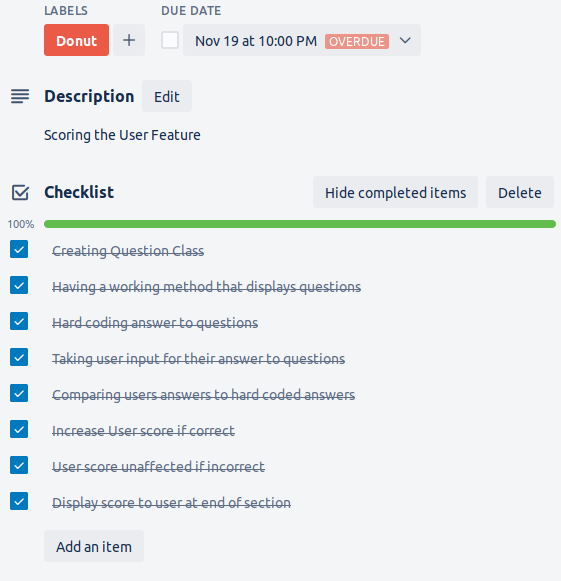 LABELS DUE DATE
Donut + Nov 19 at 10:00 PM OVERDUE
Description Edit
Scoring the User Feature
Checklist Hide completed items Delete
100%
Creating Question Class
Having a working method that displays questions
Hard coding answer to questions
Taking user input for their answer to questions
Comparing users answers to hard coded answers
Increase User score if correct
User score unaffected if incorrect
Display score to user at end of section
Add an item